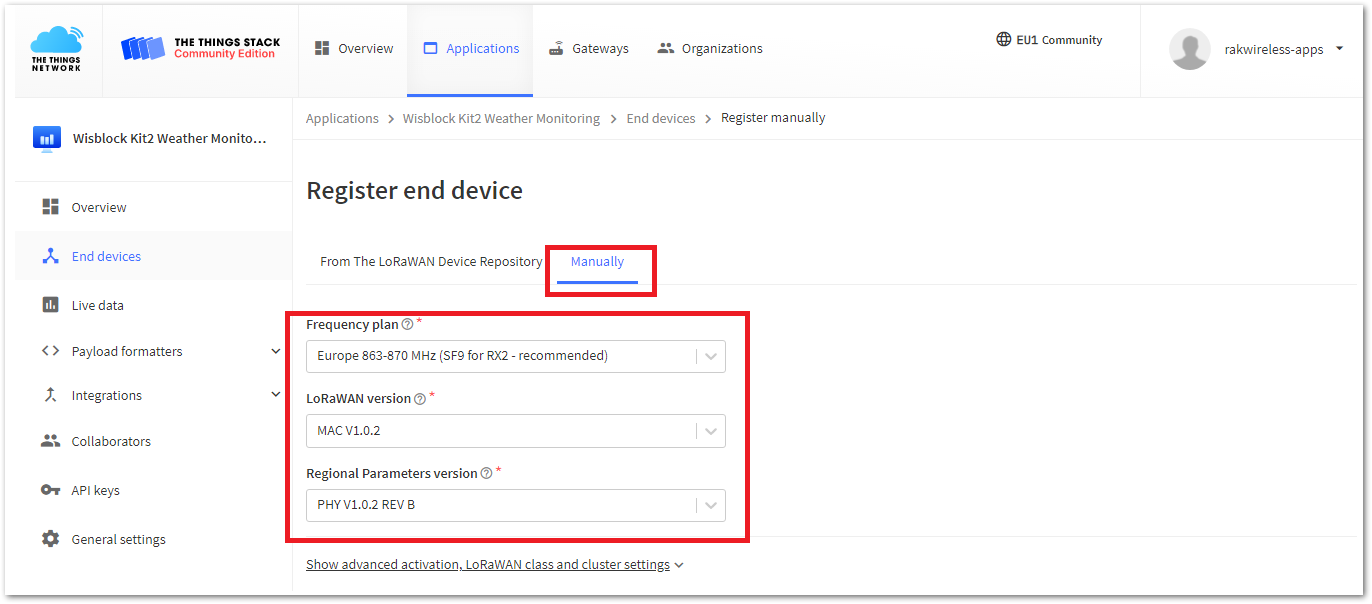 THE THINGS
NETWORK
THE THINGS STACK
Community Edition
Overview
Applications
Gateways
Organizations
EU1 Community
rakwireless-apps
Wisblock Kit2 Weather Monito...
Overview
End devices
Live data
Payload formatters
Integrations
Collaborators
API keys
General settings
Applications > Wisblock Kit2 Weather Monitoring > End devices > Register manually
Register end device
From The LoRaWAN Device Repository
Manually
Frequency plan ? *
Europe 863-870 MHz (SF9 for RX2 - recommended)
LoRaWAN version ? *
MAC V1.0.2
Regional Parameters version ? *
PHY V1.0.2 REV B
Show advanced activation, LoRaWAN class and cluster settings